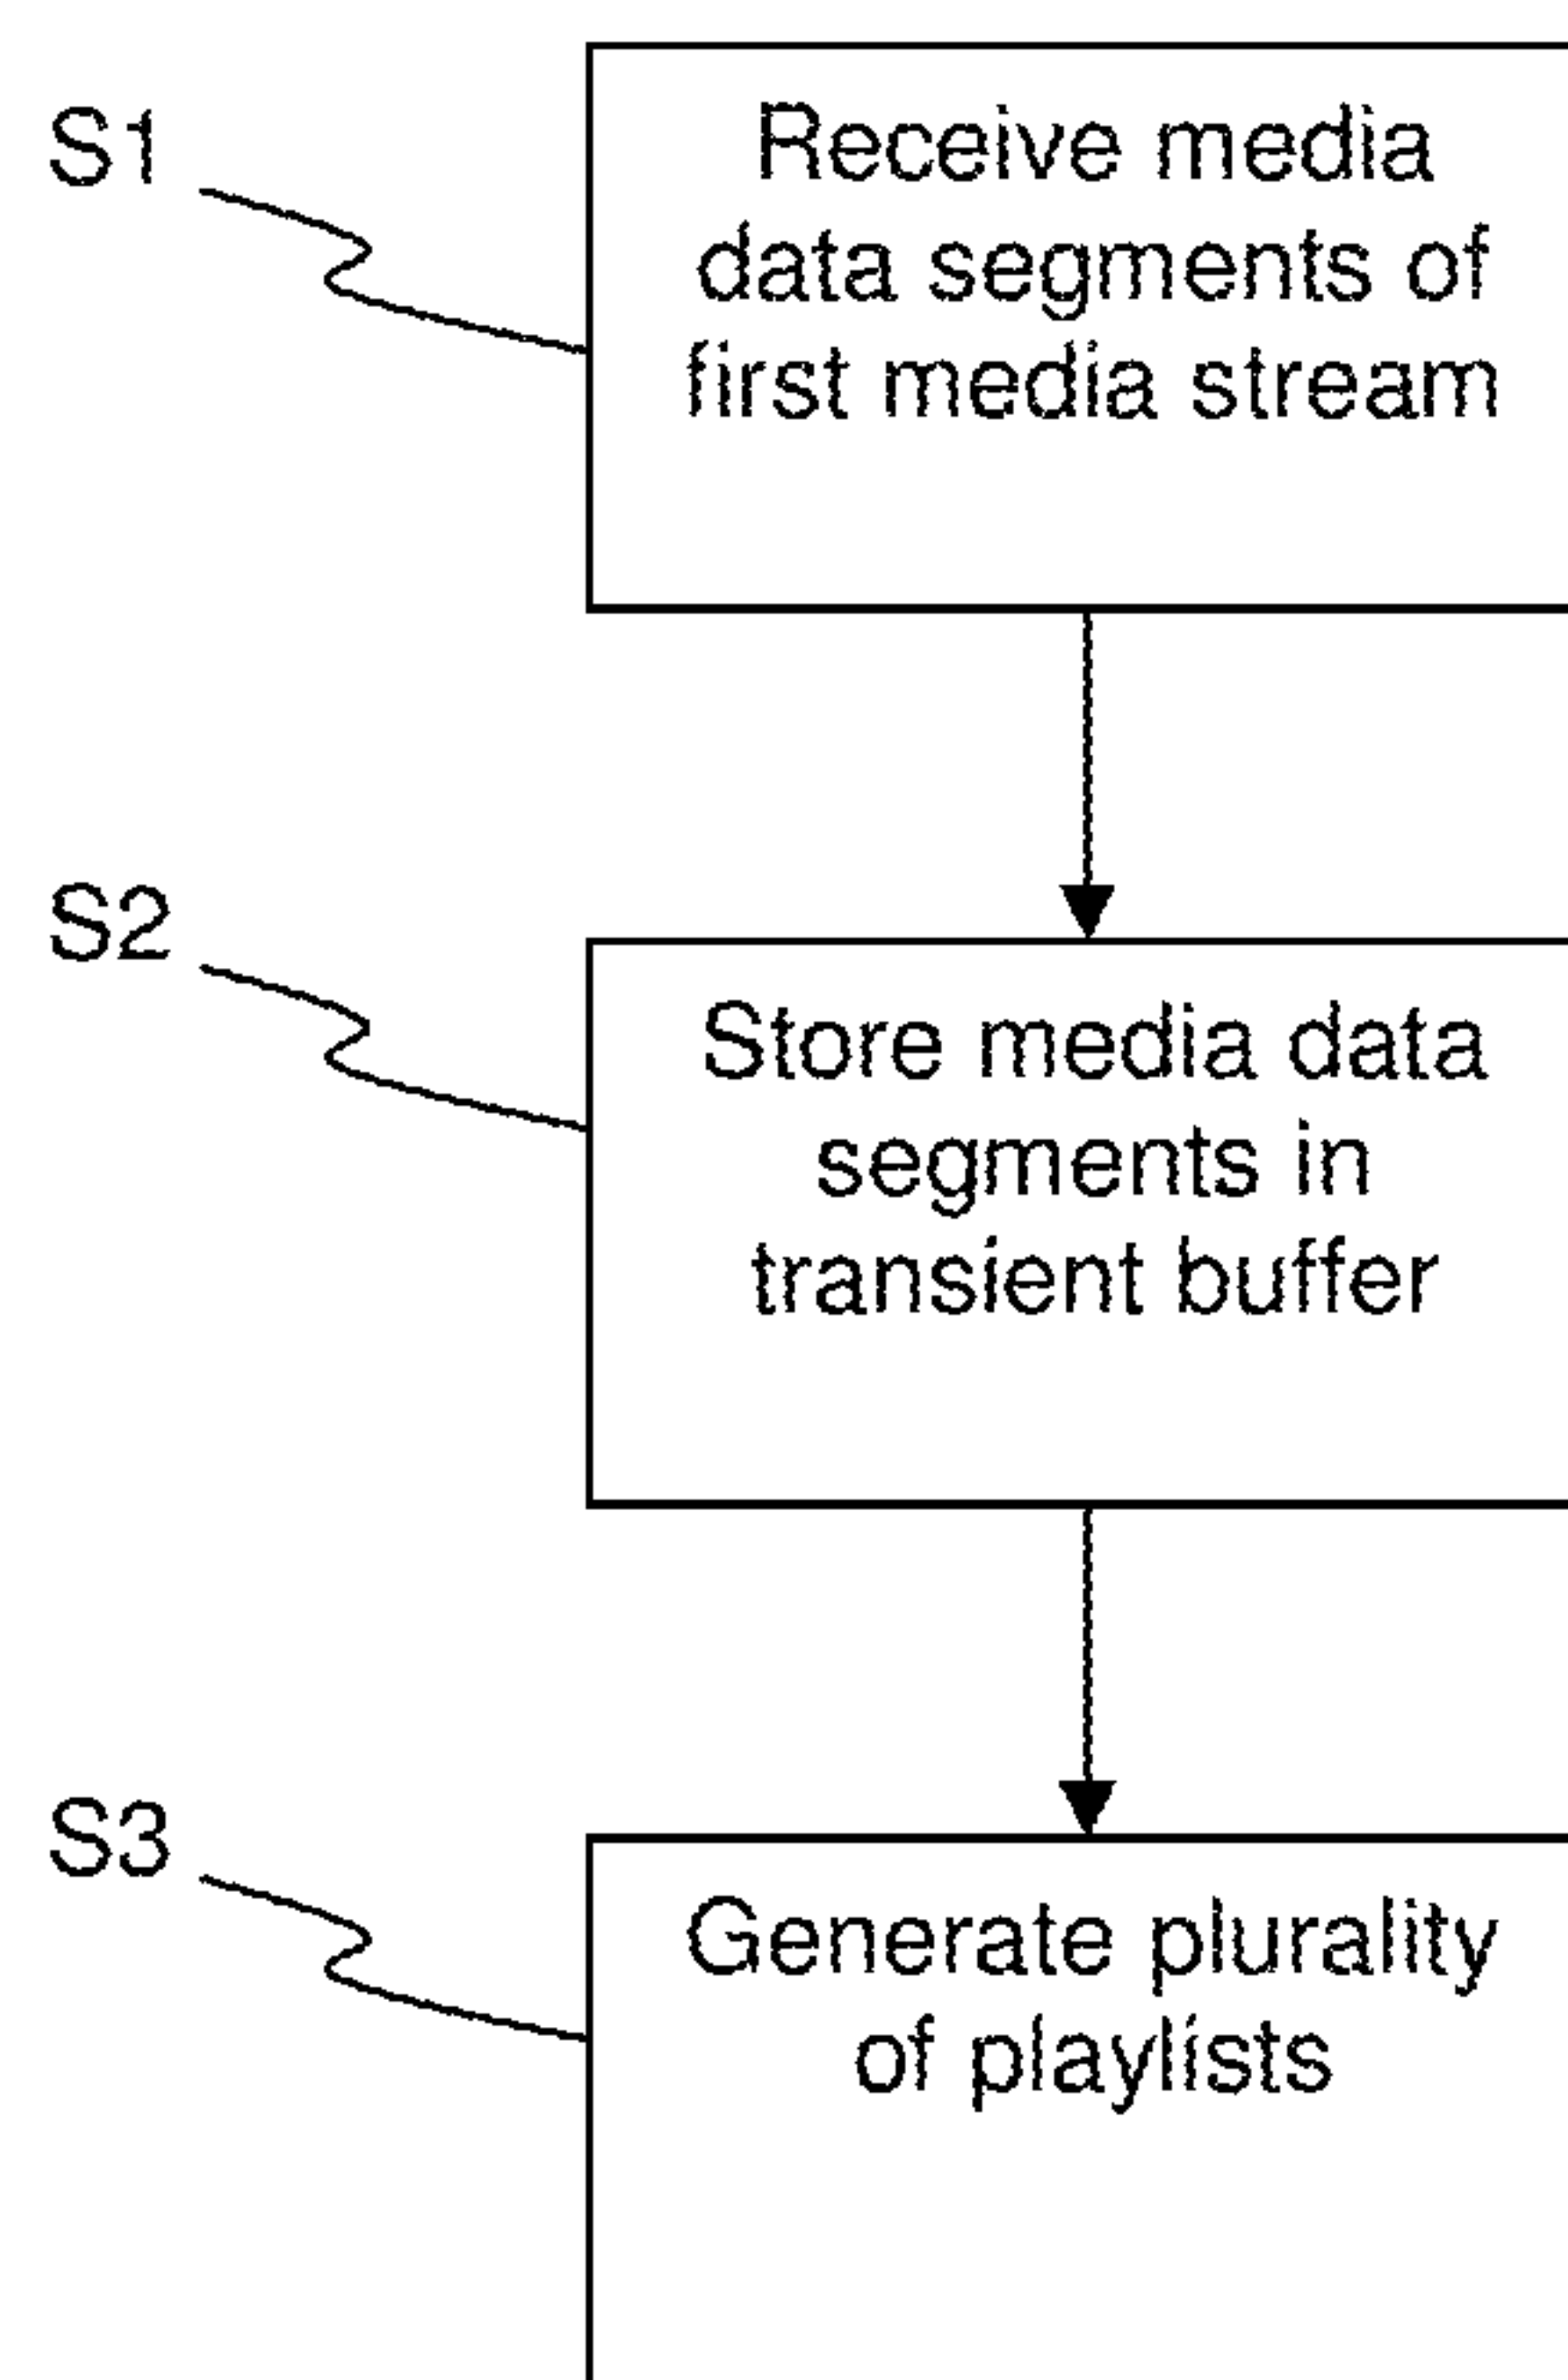 S1
Receive media
data segments of
first media stream
S2
Store media data
segments in
transient buffer
S3
Generate plurality
of playlists